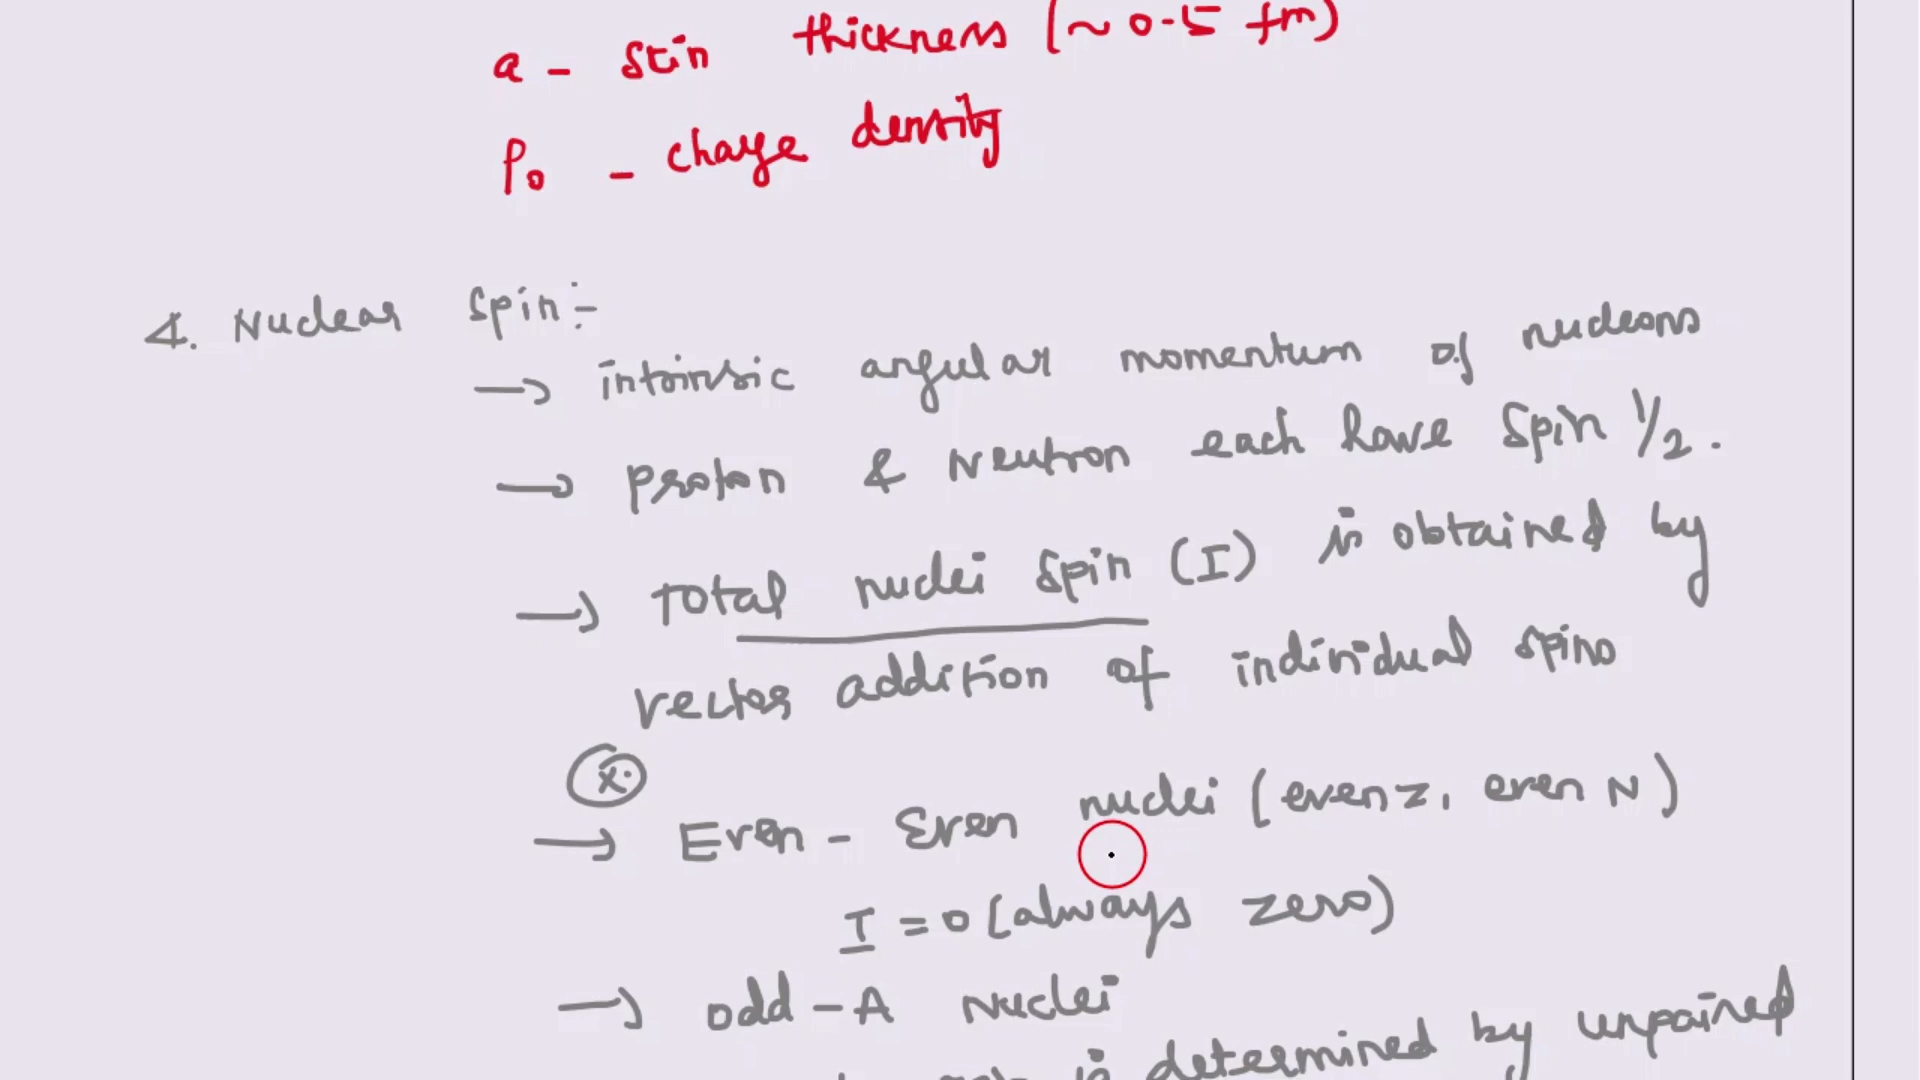 a - skin thickness (~ 0.5 fm)
ρ₀ - charge density
4. Nuclear Spin :-
→ intrinsic angular momentum of nucleons
→ proton & Neutron each have Spin 1/2.
→ Total nuclei spin (I) is obtained by
vector addition of individual spins
x.
→ Even - Even nuclei (even z, even N)
I = 0 (always zero)
→ odd - A Nuclei
is determined by unpaired